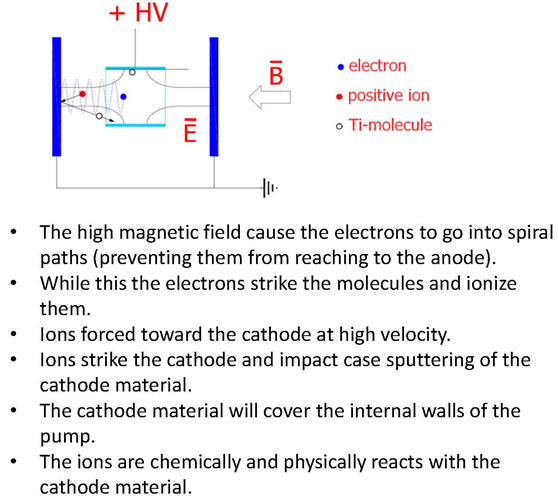 + HV
B
electron
positive ion
E
Ti-molecule
• The high magnetic field cause the electrons to go into spiral
paths (preventing them from reaching to the anode).
• While this the electrons strike the molecules and ionize
them.
• Ions forced toward the cathode at high velocity.
• Ions strike the cathode and impact case sputtering of the
cathode material.
• The cathode material will cover the internal walls of the
pump.
• The ions are chemically and physically reacts with the
cathode material.